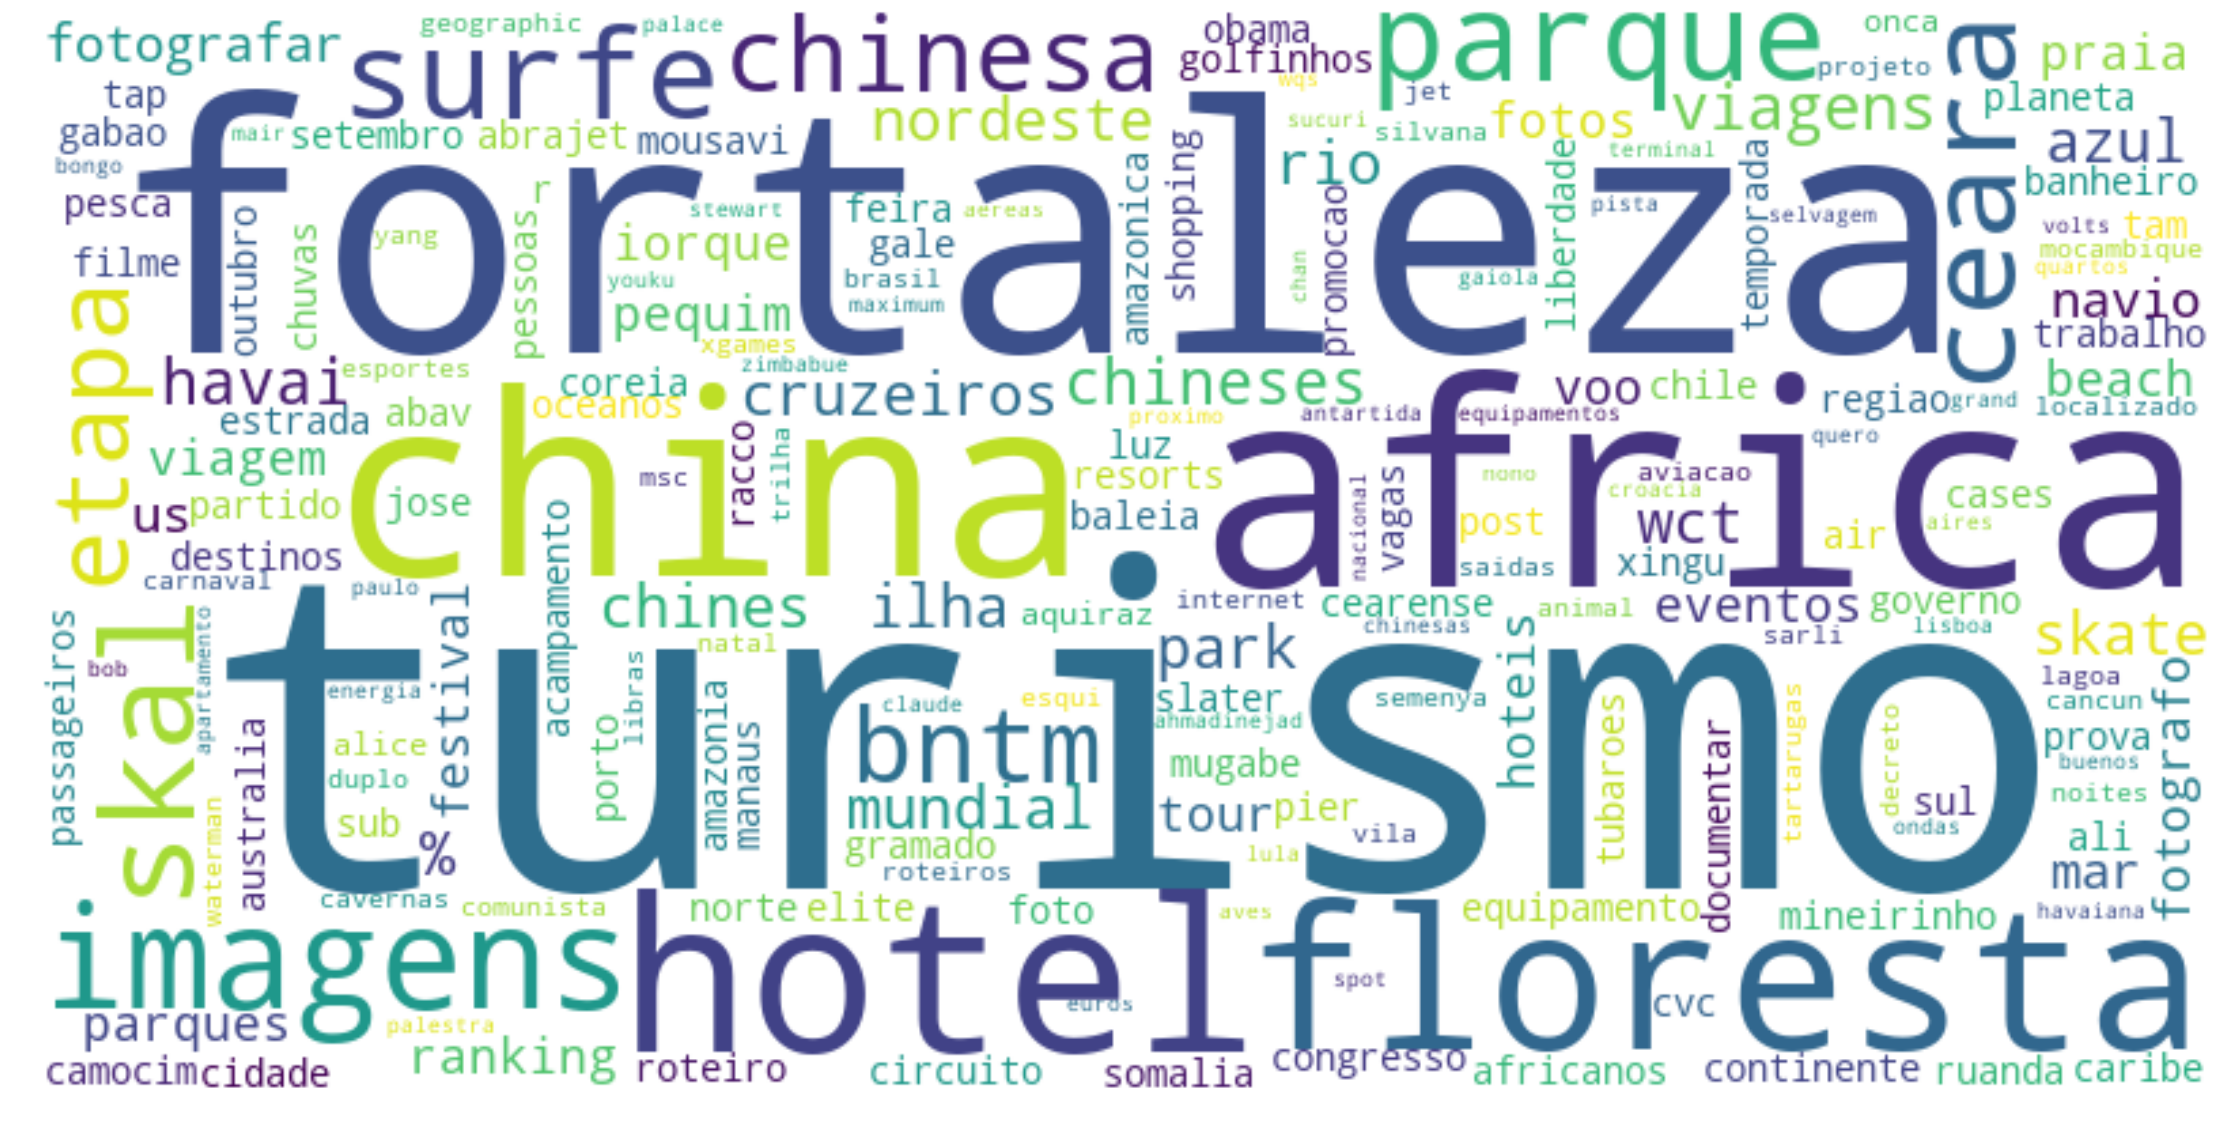 geographic
palace
obama
onca
fotografar
surfe
chinesa
golfinhos
parque
projeto
praia
tap
wqs
jet
viagens
planeta
gabao
mair
setembro
abrajet
mousavi
nordeste
sucuri
silvana
fotos
ceara
azul
bongo
fortaleza
rio
terminal
banheiro
pesca
outubro
chuvas
yang
pessoas
r
stewart
feira
aereas
amazonica
shopping
promocao
liberdade
pista
temporada
selvagem
volts
tam
filme
iorque
gale
mocambique
youku
brasil
chan
gaiola
quartos
etapa
pequim
maximum
navio
xgames
trabalho
havai
esportes
coreia
zimbabue
cruzeiros
chineses
voo
chile
regiao
grand
beach
estrada
abav
oceanos
proximo
antartida
equipamentos
localizado
viagem
china
racco
trilha
luz
africa
quero
us
partido
jose
msc
resorts
nacional
vagas
nono
aviacao
croacia
cases
baleia
post
wct
air
aires
destinos
acampamento
.
saidas
xingu
carnaval
paulo
festival
chines
ilha
aquiraz
internet
cearense
animal
eventos
governo
passageiros
skal
apartamento
natal
park
chinesas
sarli
lisboa
skate
bob
turismo
energia
libras
claude
esqui
slater
semenya
hoteis
lagoa
australia
alice
porto
amazonia
manaus
bntm
ahmadinejad
tubaroes
documentar
tartarugas
decreto
cancun
fotografo
duplo
mugabe
prova
buenos
waterman
sub
mundial
tour
pier
sul
noites
%
gramado
vila
ondas
ali
roteiros
lula
mar
cavernas
comunista
norte
elite
foto
aves
equipamento
mineirinho
havaiana
imagens
hotel
floresta
spot
parques
palestra
euros
cvc
camocim
cidade
ranking
roteiro
circuito
somalia
congresso
africanos
continente
ruanda
caribe